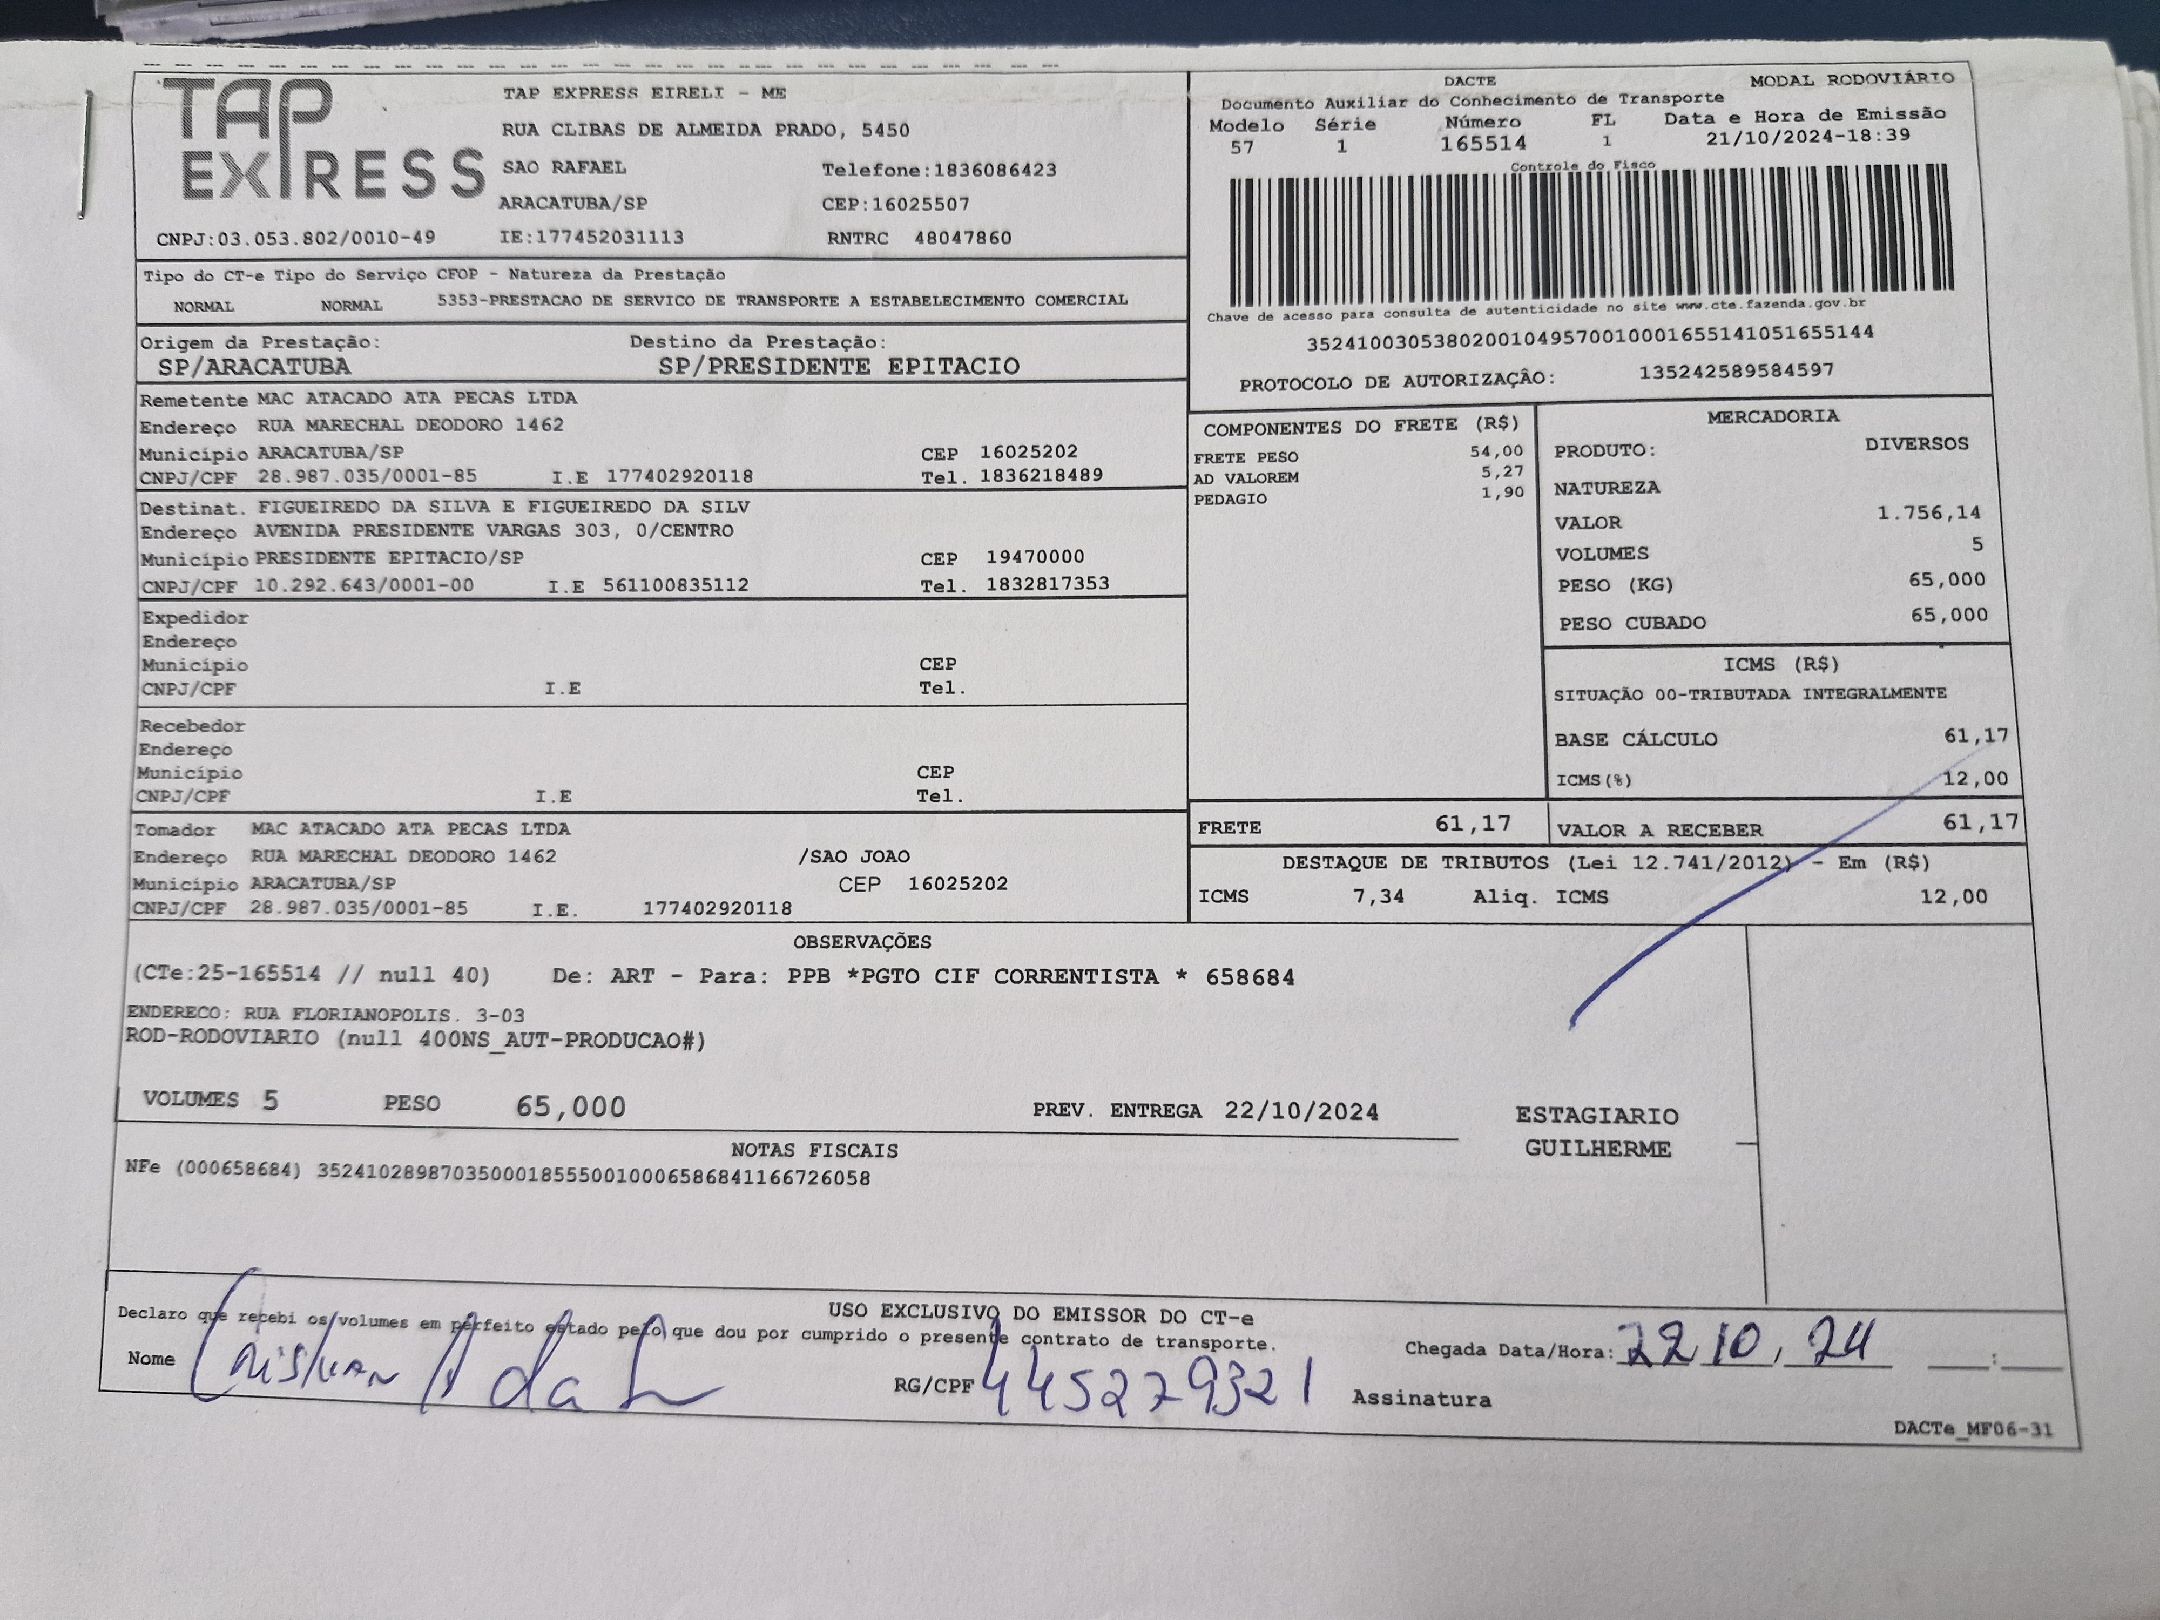 TAP EXPRESS
TAP EXPRESS EIRELI - ME
RUA CLIBAS DE ALMEIDA PRADO, 5450
SAO RAFAEL Telefone:1836086423
ARACATUBA/SP CEP:16025507
CNPJ:03.053.802/0010-49 IE:177452031113 RNTRC 48047860
DACTE MODAL RODOVIÁRIO
Documento Auxiliar do Conhecimento de Transporte
Modelo Série Número FL Data e Hora de Emissão
57 1 165514 1 21/10/2024-18:39
Controle do Fisco
Chave de acesso para consulta de autenticidade no site www.cte.fazenda.gov.br
35241003053802001049570010001655141051655144
PROTOCOLO DE AUTORIZAÇÃO: 135242589584597
Tipo do CT-e Tipo do Serviço CFOP - Natureza da Prestação
NORMAL NORMAL 5353-PRESTACAO DE SERVICO DE TRANSPORTE A ESTABELECIMENTO COMERCIAL
Origem da Prestação: Destino da Prestação:
SP/ARACATUBA SP/PRESIDENTE EPITACIO
Remetente MAC ATACADO ATA PECAS LTDA
Endereço RUA MARECHAL DEODORO 1462
Município ARACATUBA/SP CEP 16025202
CNPJ/CPF 28.987.035/0001-85 I.E 177402920118 Tel. 1836218489
Destinat. FIGUEIREDO DA SILVA E FIGUEIREDO DA SILV
Endereço AVENIDA PRESIDENTE VARGAS 303, 0/CENTRO
Município PRESIDENTE EPITACIO/SP CEP 19470000
CNPJ/CPF 10.292.643/0001-00 I.E 561100835112 Tel. 1832817353
Expedidor
Endereço
Município CEP
CNPJ/CPF I.E Tel.
Recebedor
Endereço
Município CEP
CNPJ/CPF I.E Tel.
Tomador MAC ATACADO ATA PECAS LTDA
Endereço RUA MARECHAL DEODORO 1462 /SAO JOAO
Município ARACATUBA/SP CEP 16025202
CNPJ/CPF 28.987.035/0001-85 I.E. 177402920118
COMPONENTES DO FRETE (R$)
FRETE PESO 54,00
AD VALOREM 5,27
PEDAGIO 1,90
MERCADORIA
PRODUTO: DIVERSOS
NATUREZA
VALOR 1.756,14
VOLUMES 5
PESO (KG) 65,000
PESO CUBADO 65,000
ICMS (R$)
SITUAÇÃO 00-TRIBUTADA INTEGRALMENTE
BASE CÁLCULO 61,17
ICMS(%) 12,00
FRETE 61,17 VALOR A RECEBER 61,17
DESTAQUE DE TRIBUTOS (Lei 12.741/2012) - Em (R$)
ICMS 7,34 Aliq. ICMS 12,00
OBSERVAÇÕES
(CTe:25-165514 // null 40) De: ART - Para: PPB *PGTO CIF CORRENTISTA * 658684
ENDERECO: RUA FLORIANOPOLIS. 3-03
ROD-RODOVIARIO (null 400NS_AUT-PRODUCAO#)
VOLUMES 5 PESO 65,000 PREV. ENTREGA 22/10/2024
ESTAGIARIO
GUILHERME
NOTAS FISCAIS
NFe (000658684) 35241028987035000185550010006586841166726058
USO EXCLUSIVO DO EMISSOR DO CT-e
Declaro que recebi os volumes em perfeito estado pelo que dou por cumprido o presente contrato de transporte.
Nome RG/CPF 445279321
Chegada Data/Hora: 22 10, 24 :
Assinatura
DACTe_MF06-31